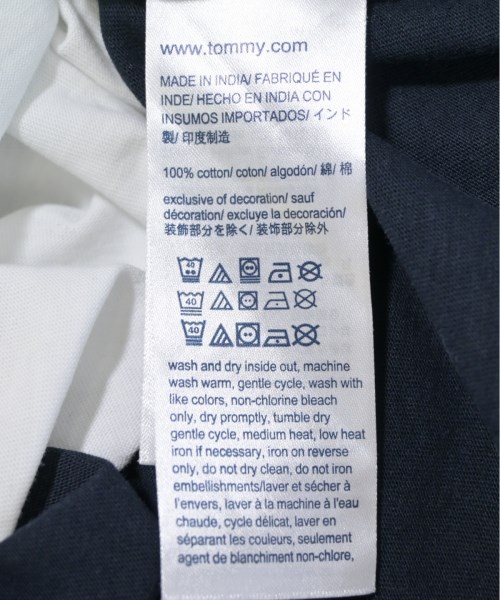 www.tommy.com
MADE IN INDIA/ FABRIQUÉ EN
INDE/ HECHO EN INDIA CON
INSUMOS IMPORTADOS/ インド
製/ 印度制造
100% cotton/ coton/ algodón/ 綿/ 棉
exclusive of decoration/ sauf
décoration/ excluye la decoración/
装飾部分を除く/ 装饰部分除外
40
40
40
wash and dry inside out, machine
wash warm, gentle cycle, wash with
like colors, non-chlorine bleach
only, dry promptly, tumble dry
gentle cycle, medium heat, low heat
iron if necessary, iron on reverse
only, do not dry clean, do not iron
embellishments/laver et sécher à
l'envers, laver à la machine à l'eau
chaude, cycle délicat, laver en
séparant les couleurs, seulement
agent de blanchiment non-chlore,